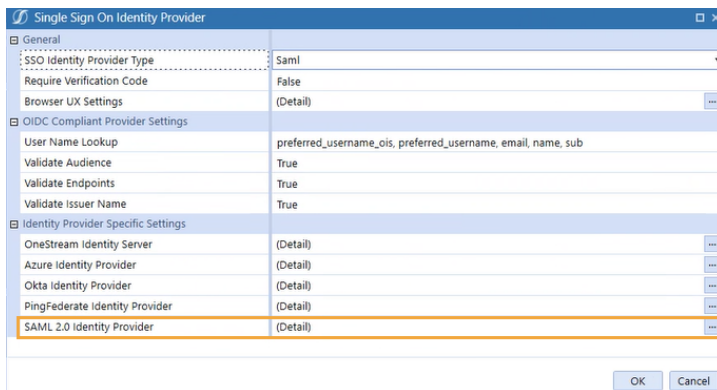 Single Sign On Identity Provider
General
SSO Identity Provider Type Saml
Require Verification Code False
Browser UX Settings (Detail) ...
OIDC Compliant Provider Settings
User Name Lookup preferred_username_ois, preferred_username, email, name, sub
Validate Audience True
Validate Endpoints True
Validate Issuer Name True
Identity Provider Specific Settings
OneStream Identity Server (Detail) ...
Azure Identity Provider (Detail) ...
Okta Identity Provider (Detail) ...
PingFederate Identity Provider (Detail) ...
SAML 2.0 Identity Provider (Detail) ...
OK Cancel